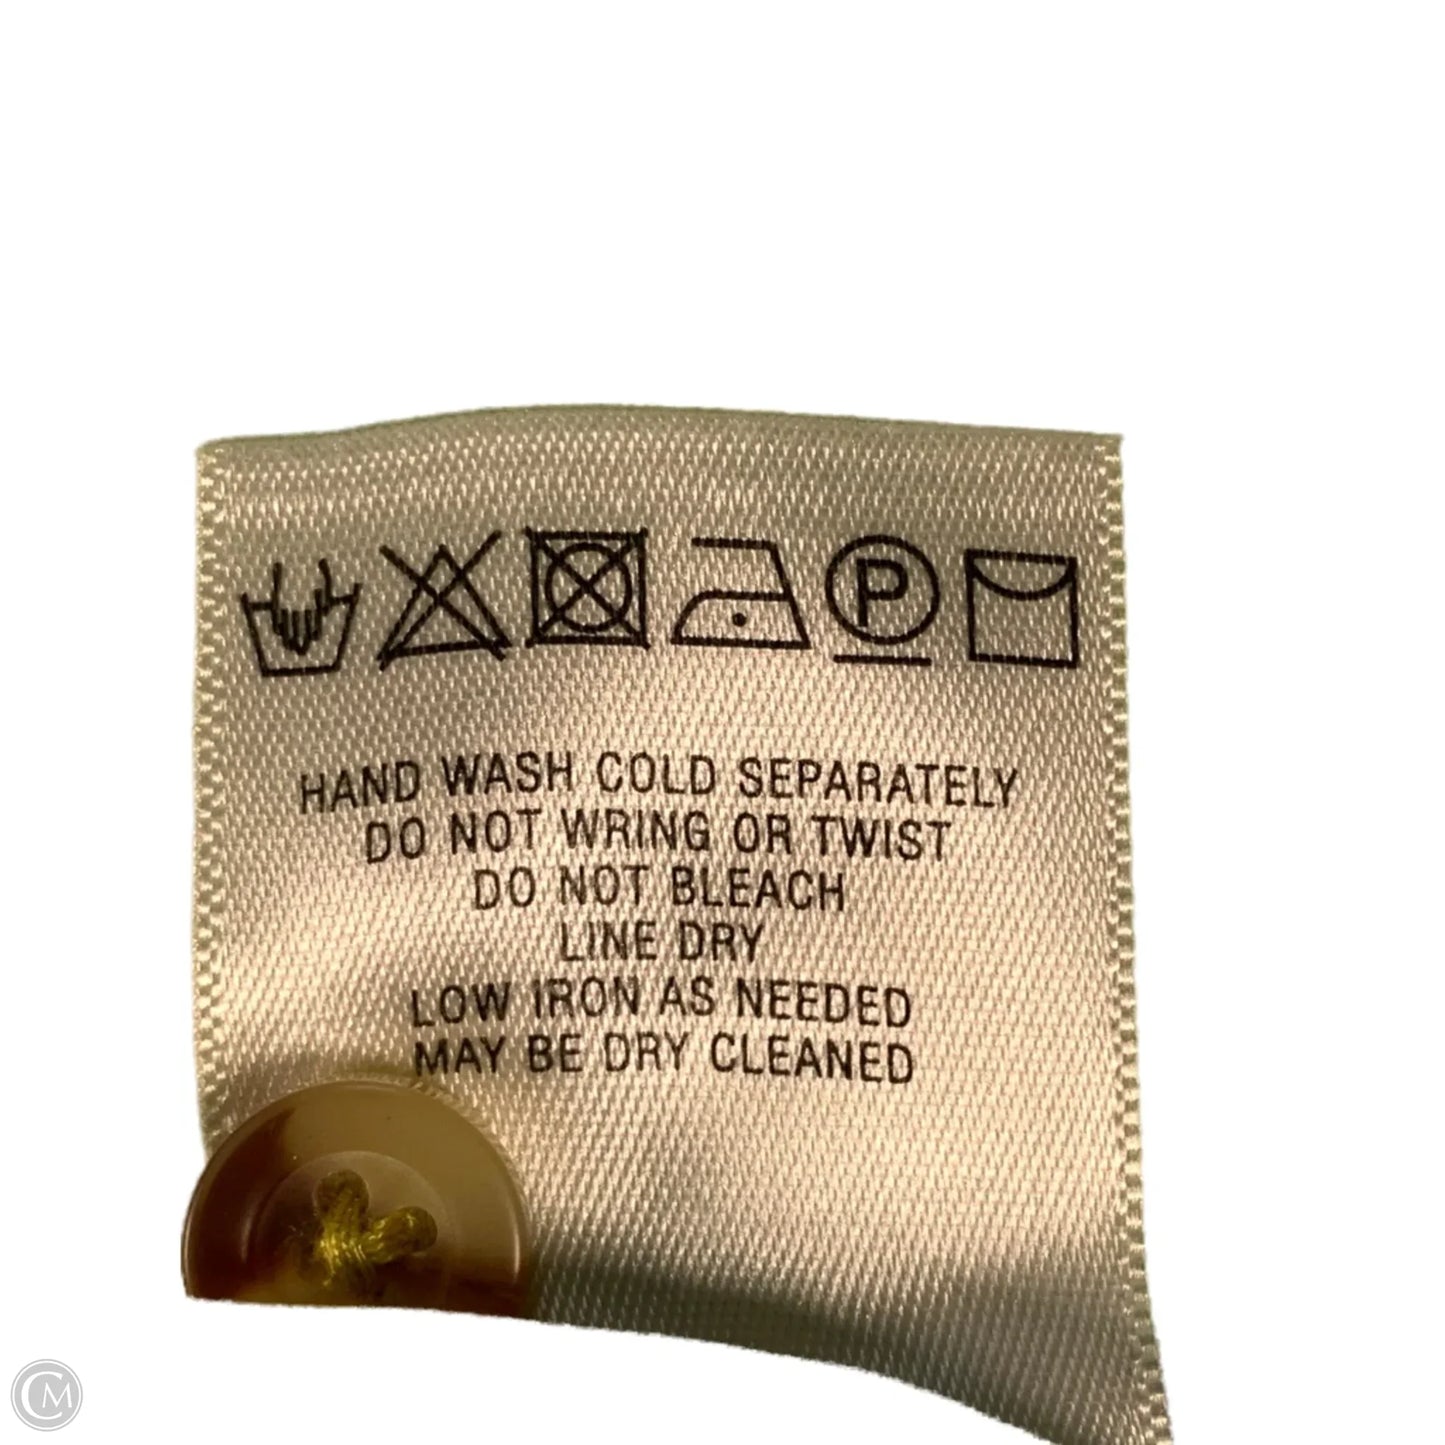 P
HAND WASH COLD SEPARATELY
DO NOT WRING OR TWIST
DO NOT BLEACH
LINE DRY
LOW IRON AS NEEDED
MAY BE DRY CLEANED
CM